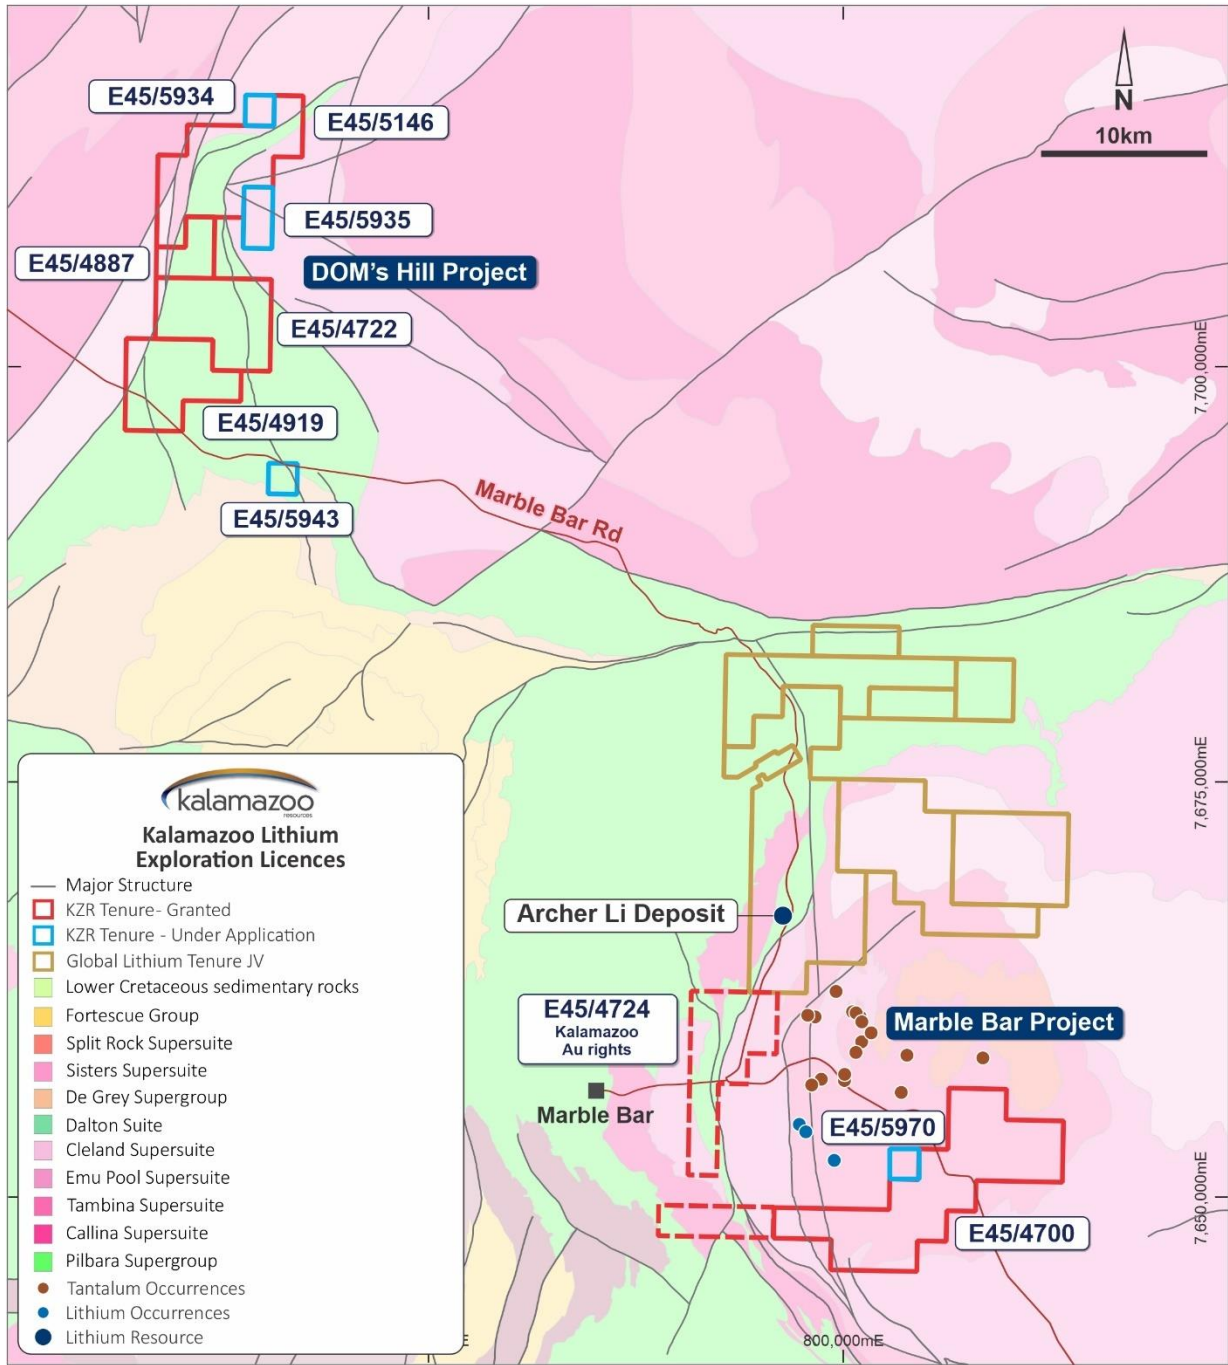 E45/5934
E45/5146
N
10km
E45/5935
E45/4887
DOM's Hill Project
E45/4722
7,700,000mE
E45/4919
E45/5943
Marble Bar Rd
7,675,000mE
kalamazoo
resources
Kalamazoo Lithium
Exploration Licences
Major Structure
KZR Tenure- Granted
KZR Tenure - Under Application
Global Lithium Tenure JV
Lower Cretaceous sedimentary rocks
Fortescue Group
Split Rock Supersuite
Sisters Supersuite
De Grey Supergroup
Dalton Suite
Cleland Supersuite
Emu Pool Supersuite
Tambina Supersuite
Callina Supersuite
Pilbara Supergroup
Tantalum Occurrences
Lithium Occurrences
Lithium Resource
Archer Li Deposit
E45/4724
Kalamazoo
Au rights
Marble Bar Project
Marble Bar
E45/5970
E45/4700
7,650,000mE
800,000mE